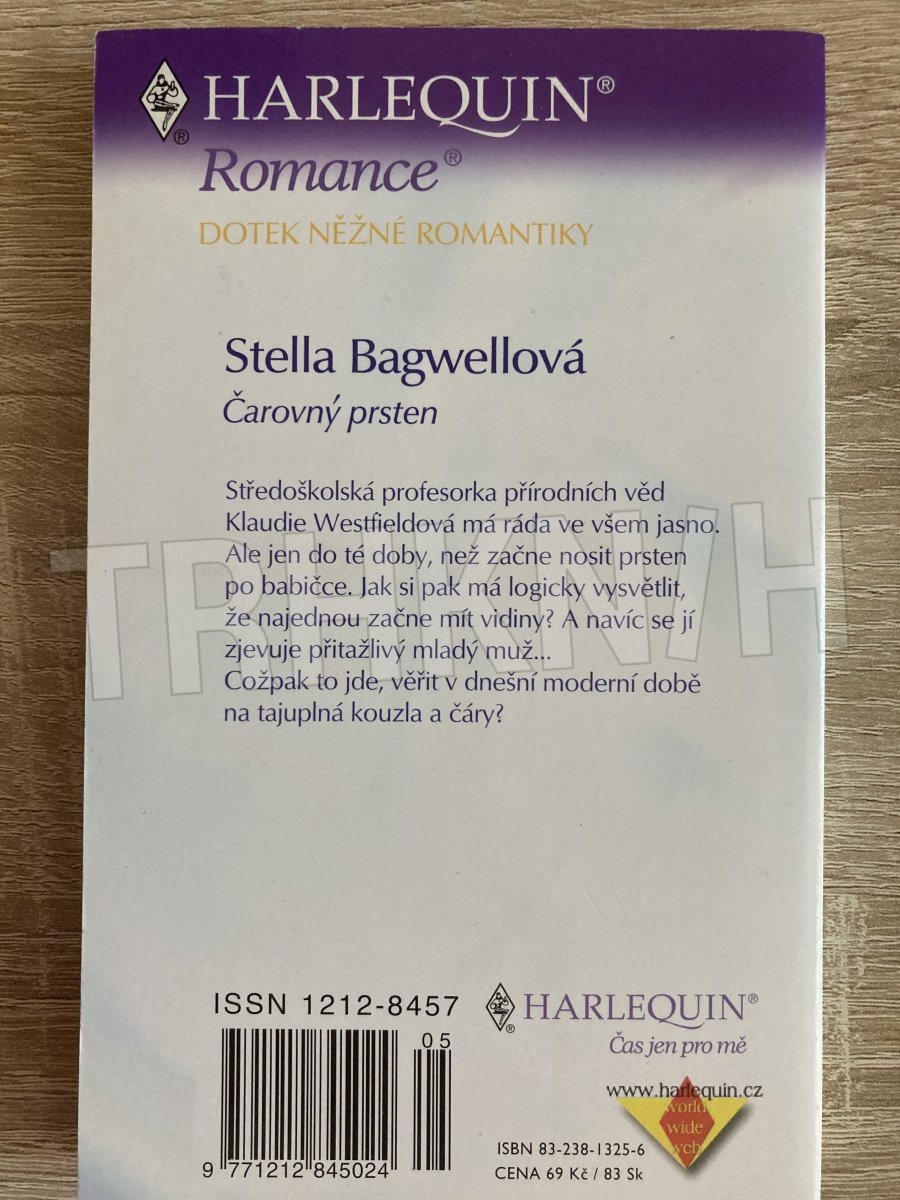 HARLEQUIN®
Romance®
DOTEK NĚŽNÉ ROMANTIKY
Stella Bagwellová
Čarovný prsten
Středoškolská profesorka přírodních věd
Klaudie Westfieldová má ráda ve všem jasno.
Ale jen do té doby, než začne nosit prsten
po babičce. Jak si pak má logicky vysvětlit,
že najednou začne mít vidiny? A navíc se jí
zjevuje přitažlivý mladý muž...
Cožpak to jde, věřit v dnešní moderní době
na tajuplná kouzla a čáry?
TRHKNIH
ISSN 1212-8457
05
9 771212 845024
HARLEQUIN®
Čas jen pro mě
www.harlequin.cz
world
wide
web
ISBN 83-238-1325-6
CENA 69 Kč / 83 Sk